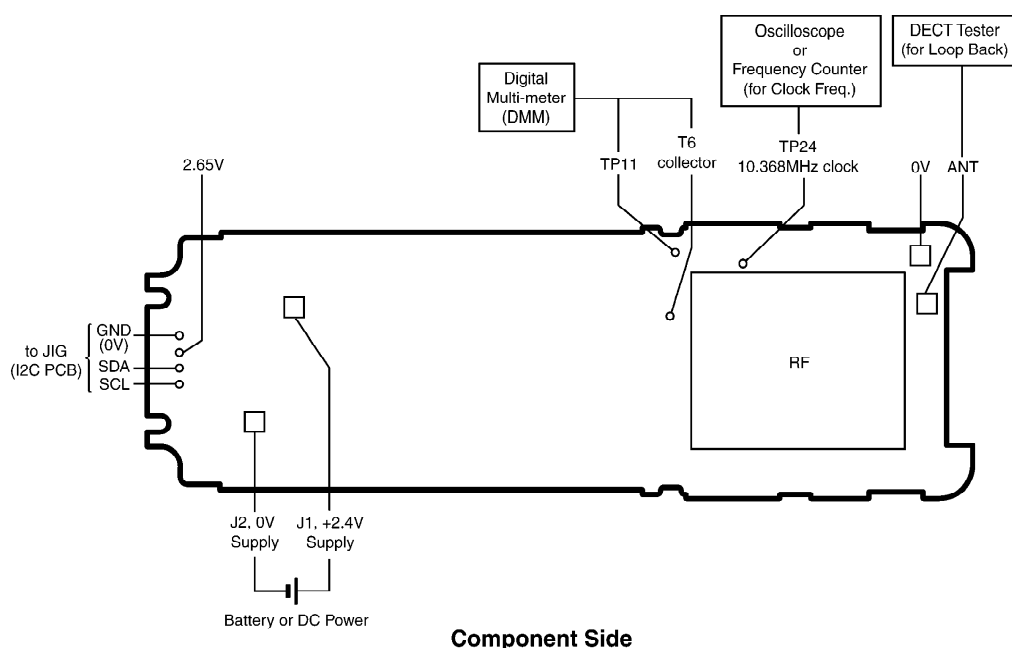 Oscilloscope
or
Frequency Counter
(for Clock Freq.)
DECT Tester
(for Loop Back)
Digital
Multi-meter
(DMM)
T6
collector
TP11
TP24
10.368MHz clock
0V
ANT
2.65V
to JIG
(I2C PCB)
GND
(0V)
SDA
SCL
RF
J2, 0V
Supply
J1, +2.4V
Supply
Battery or DC Power
Component Side